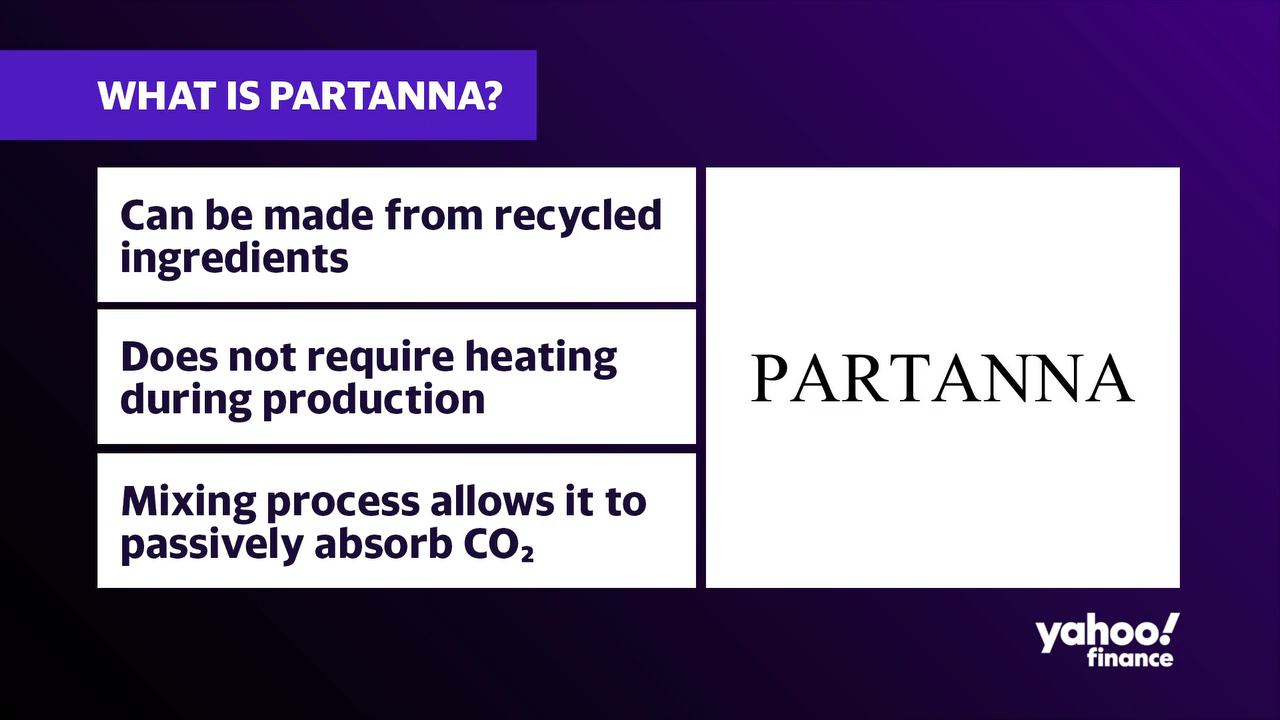 WHAT IS PARTANNA?
Can be made from recycled
ingredients
Does not require heating
during production
Mixing process allows it to
passively absorb CO₂
PARTANNA
yahoo!
finance